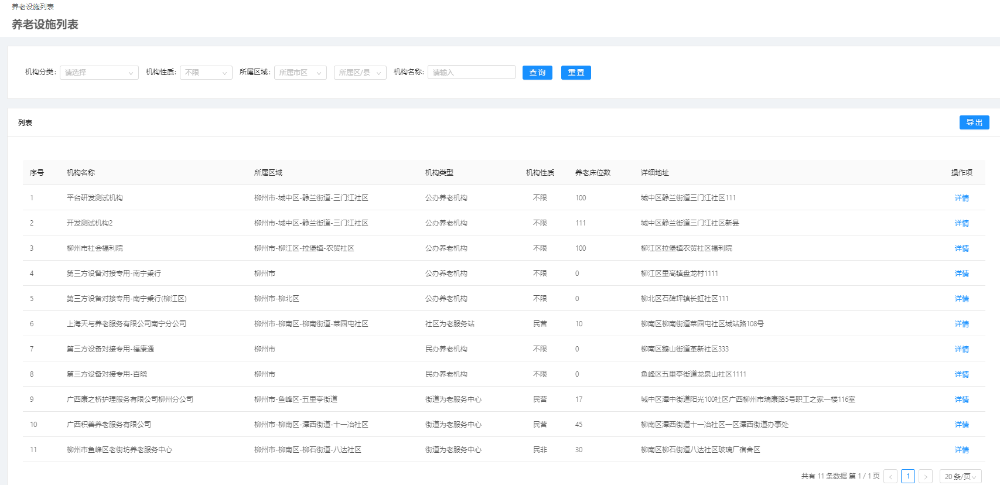 养老设施列表
养老设施列表
机构分类: 请选择 机构性质: 不限 所属区域: 所属市区 所属区/县 机构名称: 请输入 查询 重置
列表 导出
序号 机构名称 所属区域 机构类型 机构性质 养老床位数 详细地址 操作项
1 平台研发测试机构 柳州市-城中区-静兰街道-三门江社区 公办养老机构 不限 100 城中区静兰街道三门江社区111 详情
2 开发测试机构2 柳州市-城中区-静兰街道-三门江社区 公办养老机构 不限 111 城中区静兰街道三门江社区新县 详情
3 柳州市社会福利院 柳州市-柳江区-拉堡镇-农贸社区 公办养老机构 不限 100 柳江区拉堡镇农贸社区福利院 详情
4 第三方设备对接专用-南宁秉行 柳州市 公办养老机构 不限 0 柳江区里高镇盘龙村1111 详情
5 第三方设备对接专用-南宁秉行(柳江区) 柳州市-柳北区 公办养老机构 不限 0 柳北区石碑坪镇长虹社区111 详情
6 上海天与养老服务有限公司南宁分公司 柳州市-柳南区-柳南街道-菜园屯社区 社区为老服务站 民营 10 柳南区柳南街道菜园屯社区城站路108号 详情
7 第三方设备对接专用-福康通 柳州市 民办养老机构 不限 0 柳南区鹅山街道革新社区333 详情
8 第三方设备对接专用-百晓 柳州市 民办养老机构 不限 0 鱼峰区五里亭街道龙泉山社区1111 详情
9 广西康之桥护理服务有限公司柳州分公司 柳州市-鱼峰区-五里亭街道 街道为老服务中心 民营 17 城中区潭中街道阳光100社区广西柳州市瑞康路5号职工之家一楼116室 详情
10 广西积善养老服务有限公司 柳州市-柳南区-潭西街道-十一冶社区 街道为老服务中心 民营 45 柳南区潭西街道十一冶社区一区潭西街道办事处 详情
11 柳州市鱼峰区老街坊养老服务中心 柳州市-柳南区-柳石街道-八达社区 街道为老服务中心 民非 30 柳南区柳石街道八达社区玻璃厂宿舍区 详情
共有 11 条数据 第 1 / 1 页 < 1 > 20 条/页